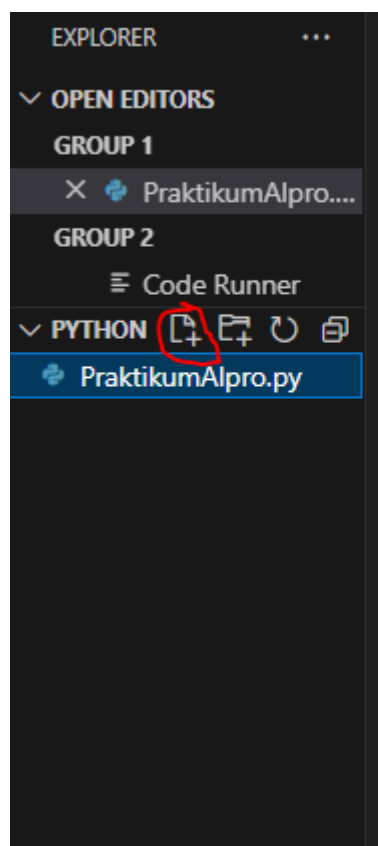 EXPLORER ...
OPEN EDITORS
GROUP 1
PraktikumAlpro....
GROUP 2
Code Runner
PYTHON
PraktikumAlpro.py